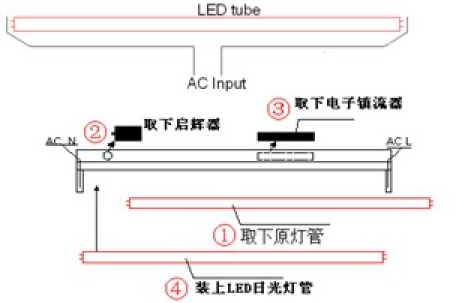 LED tube
AC Input
③ 取下电子镇流器
② 取下启辉器
AC N
AC L
① 取下原灯管
④ 装上LED日光灯管